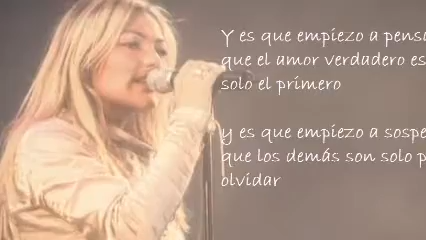 Y es que empiezo a pensa
que el amor verdadero es
solo el primero
y es que empiezo a sospe
que los demás son solo p
olvidar